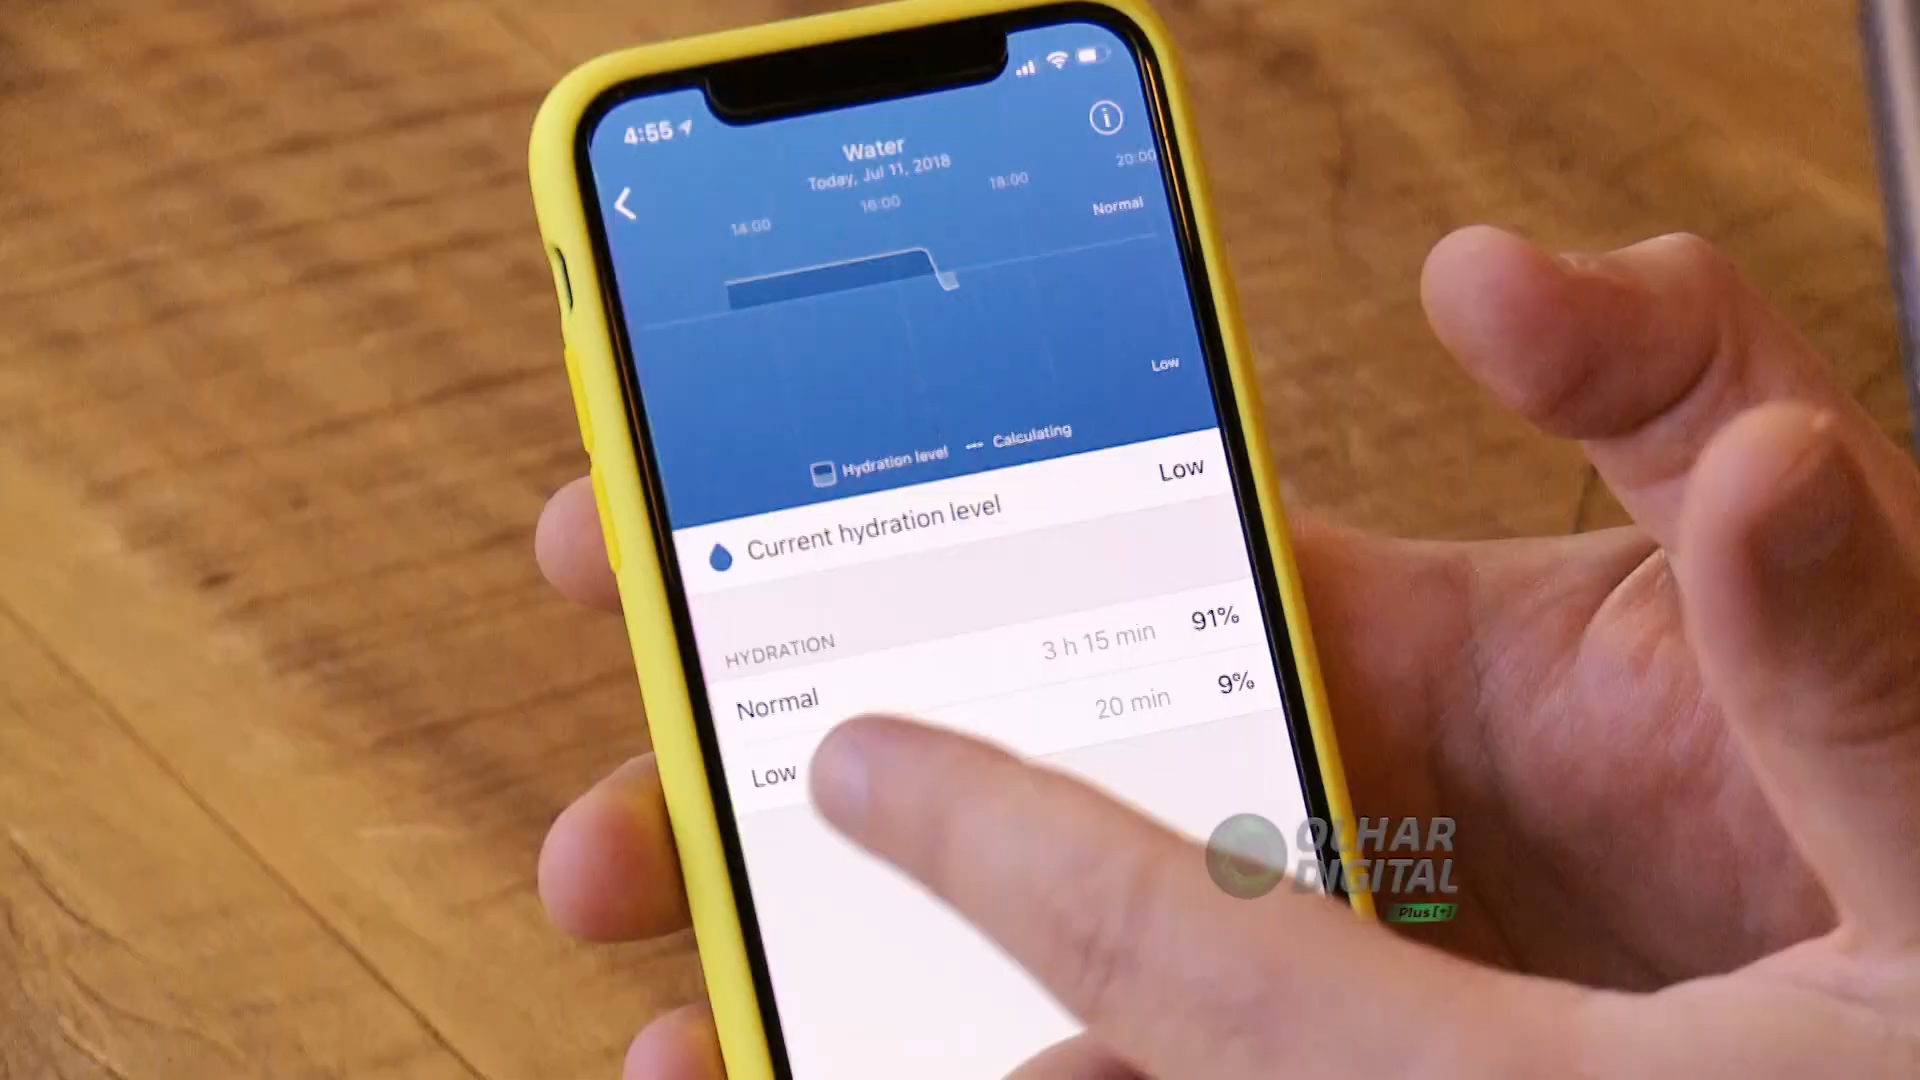 4:55
Water
Today, Jul 11, 2018
14:00 16:00 18:00 20:00
Normal
Low
Hydration level Calculating
Current hydration level Low
HYDRATION
Normal 3 h 15 min 91%
Low 20 min 9%
OLHAR
DIGITAL
Plus[+]